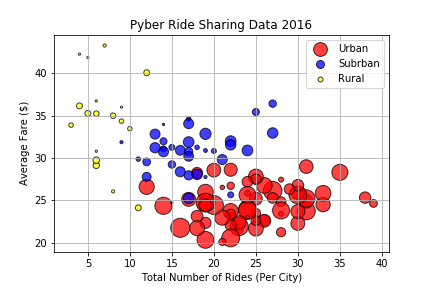 Pyber Ride Sharing Data 2016
Urban
Subrban
Rural
Average Fare ($)
40
35
30
25
20
5 10 15 20 25 30 35 40
Total Number of Rides (Per City)